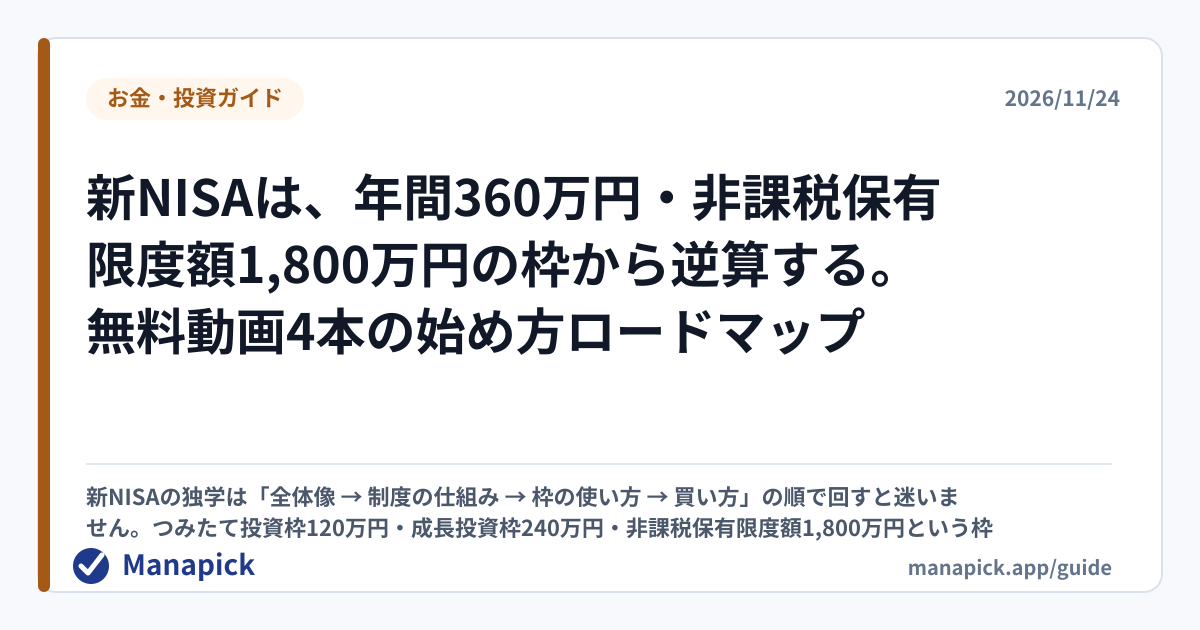 お金・投資ガイド
2026/11/24
新NISAは、年間360万円・非課税保有
限度額1,800万円の枠から逆算する。
無料動画4本の始め方ロードマップ
新NISAの独学は「全体像 → 制度の仕組み → 枠の使い方 → 買い方」の順で回すと迷いま
せん。つみたて投資枠120万円・成長投資枠240万円・非課税保有限度額1,800万円という枠
Manapick
manapick.app/guide